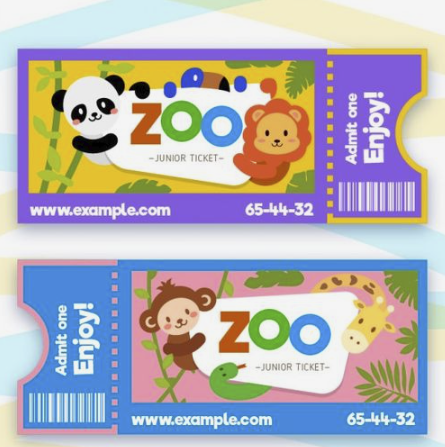 ZOO
–JUNIOR TICKET–
www.example.com
65-44-32
Admit one
Enjoy!
Admit one
Enjoy!
ZOO
–JUNIOR TICKET–
www.example.com
65-44-32